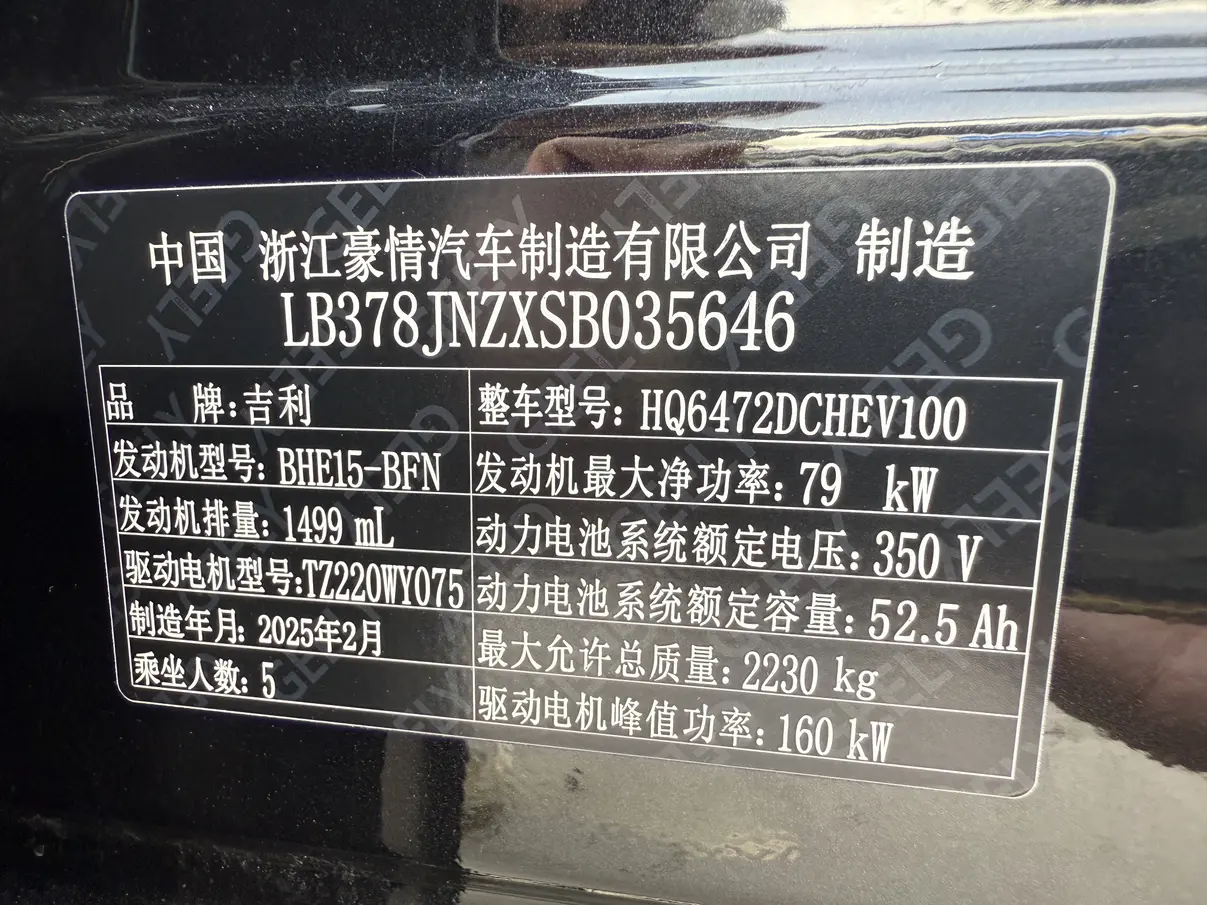 中国 浙江豪情汽车制造有限公司 制造
LB378JNZXSB035646
品 牌:吉利
整车型号: HQ6472DCHEV100
发动机型号: BHE15-BFN
发动机最大净功率: 79 kW
发动机排量: 1499 mL
动力电池系统额定电压: 350 V
驱动电机型号:TZ220WY075
动力电池系统额定容量: 52.5 Ah
制造年月: 2025年2月
最大允许总质量: 2230 kg
乘坐人数: 5
驱动电机峰值功率: 160 kW